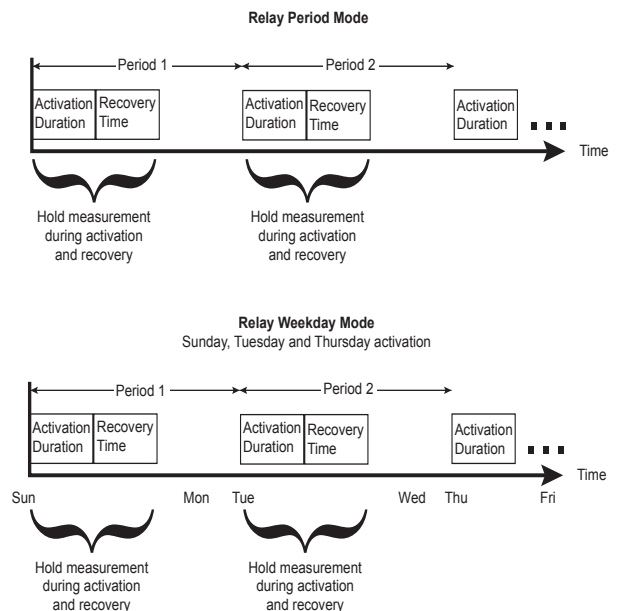 Relay Period Mode
Period 1
Period 2
Activation Duration
Recovery Time
Activation Duration
Recovery Time
Activation Duration
Time
Hold measurement
during activation
and recovery
Hold measurement
during activation
and recovery
Relay Weekday Mode
Sunday, Tuesday and Thursday activation
Period 1
Period 2
Activation Duration
Recovery Time
Activation Duration
Recovery Time
Activation Duration
Time
Sun
Mon
Tue
Wed
Thu
Fri
Hold measurement
during activation
and recovery
Hold measurement
during activation
and recovery